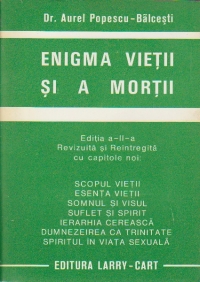 Dr. Aurel Popescu-Bălcești
ENIGMA VIEȚII
ȘI A MORȚII
Ediția a-II-a
Revizuită și Reîntregită
cu capitole noi:
SCOPUL VIEȚII
ESENȚA VIEȚII
SOMNUL ȘI VISUL
SUFLET ȘI SPIRIT
IERARHIA CEREASCĂ
DUMNEZEIREA CA TRINITATE
SPIRITUL ÎN VIAȚA SEXUALĂ
EDITURA LARRY-CART